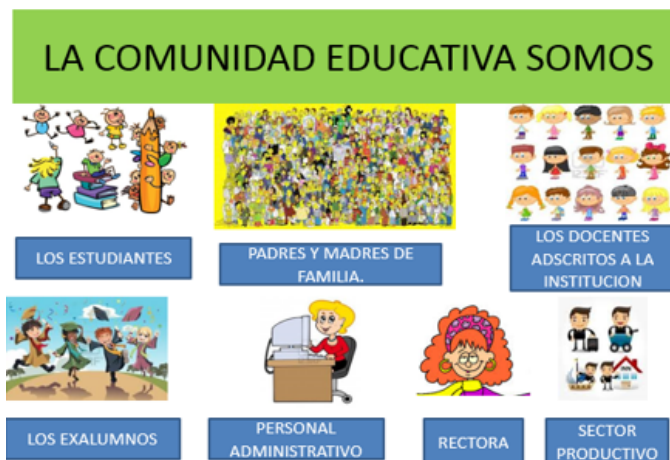 LA COMUNIDAD EDUCATIVA SOMOS
LOS ESTUDIANTES
PADRES Y MADRES DE
FAMILIA.
LOS DOCENTES
ADSCRITOS A LA
INSTITUCION
LOS EXALUMNOS
PERSONAL
ADMINISTRATIVO
RECTORA
SECTOR
PRODUCTIVO